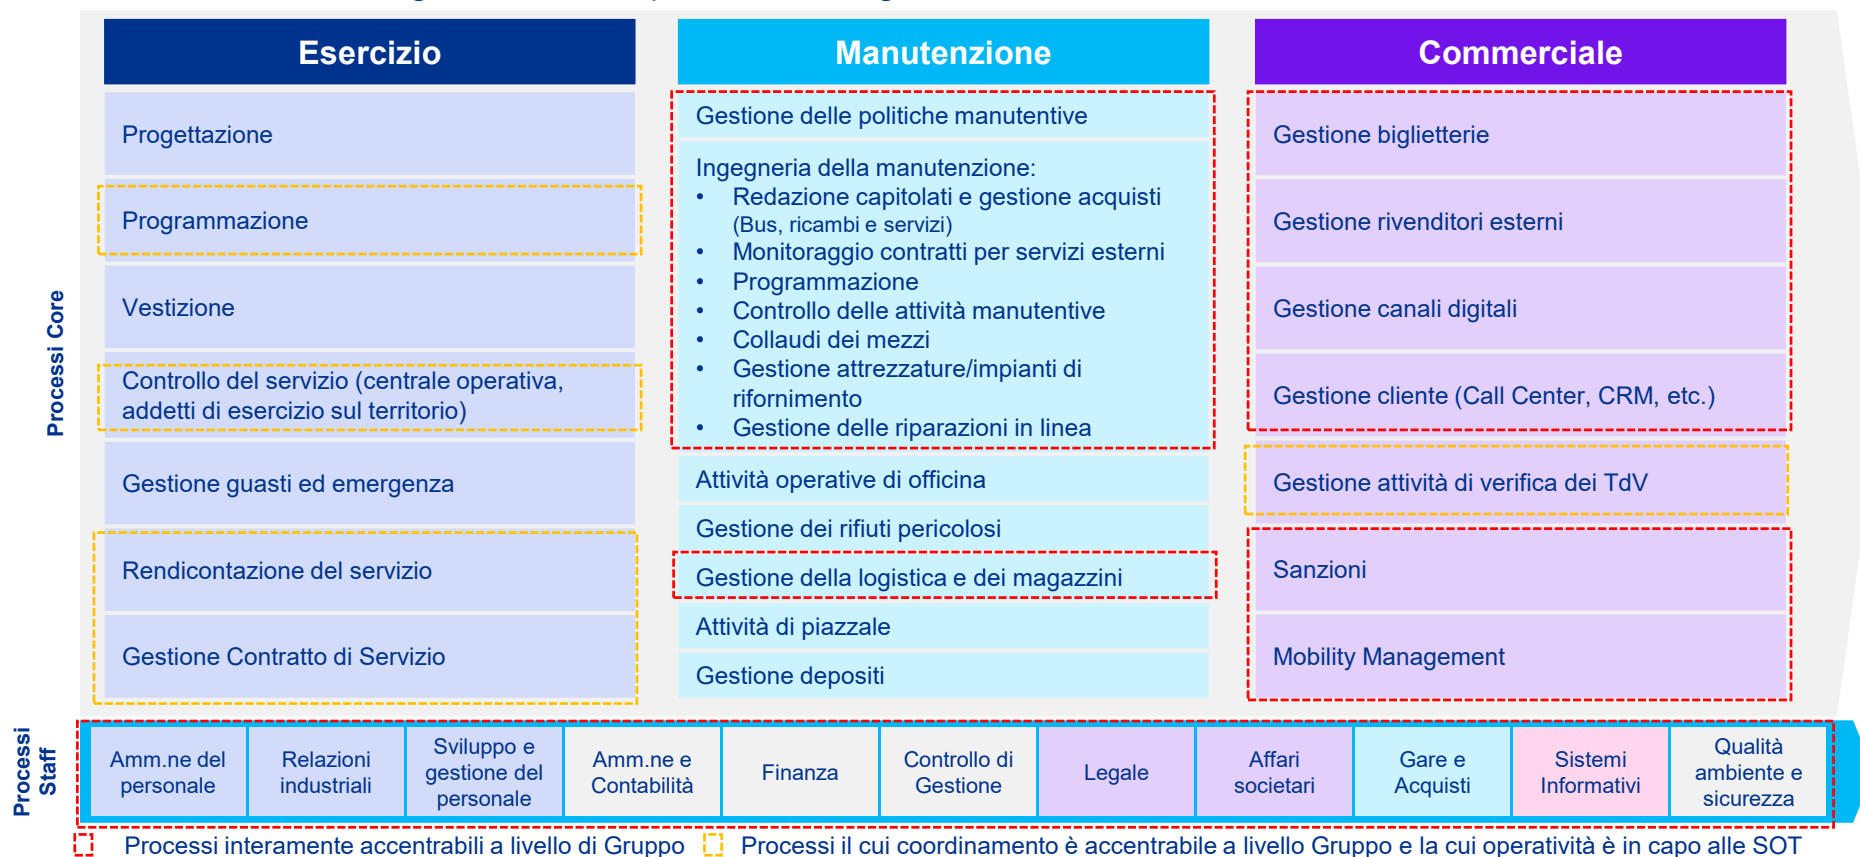 Esercizio
Progettazione
Programmazione
Vestizione
Controllo del servizio (centrale operativa,
addetti di esercizio sul territorio)
Gestione guasti ed emergenza
Rendicontazione del servizio
Gestione Contratto di Servizio
Manutenzione
Gestione delle politiche manutentive
Ingegneria della manutenzione:
• Redazione capitolati e gestione acquisti
(Bus, ricambi e servizi)
• Monitoraggio contratti per servizi esterni
• Programmazione
• Controllo delle attività manutentive
• Collaudi dei mezzi
• Gestione attrezzature/impianti di
rifornimento
• Gestione delle riparazioni in linea
Attività operative di officina
Gestione dei rifiuti pericolosi
Gestione della logistica e dei magazzini
Attività di piazzale
Gestione depositi
Commerciale
Gestione biglietterie
Gestione rivenditori esterni
Gestione canali digitali
Gestione cliente (Call Center, CRM, etc.)
Gestione attività di verifica dei TdV
Sanzioni
Mobility Management
Processi Core
Processi
Staff
Amm.ne del
personale
Relazioni
industriali
Sviluppo e
gestione del
personale
Amm.ne e
Contabilità
Finanza
Controllo di
Gestione
Legale
Affari
societari
Gare e
Acquisti
Sistemi
Informativi
Qualità
ambiente e
sicurezza
Processi interamente accentrabili a livello di Gruppo
Processi il cui coordinamento è accentrabile a livello Gruppo e la cui operatività è in capo alle SOT